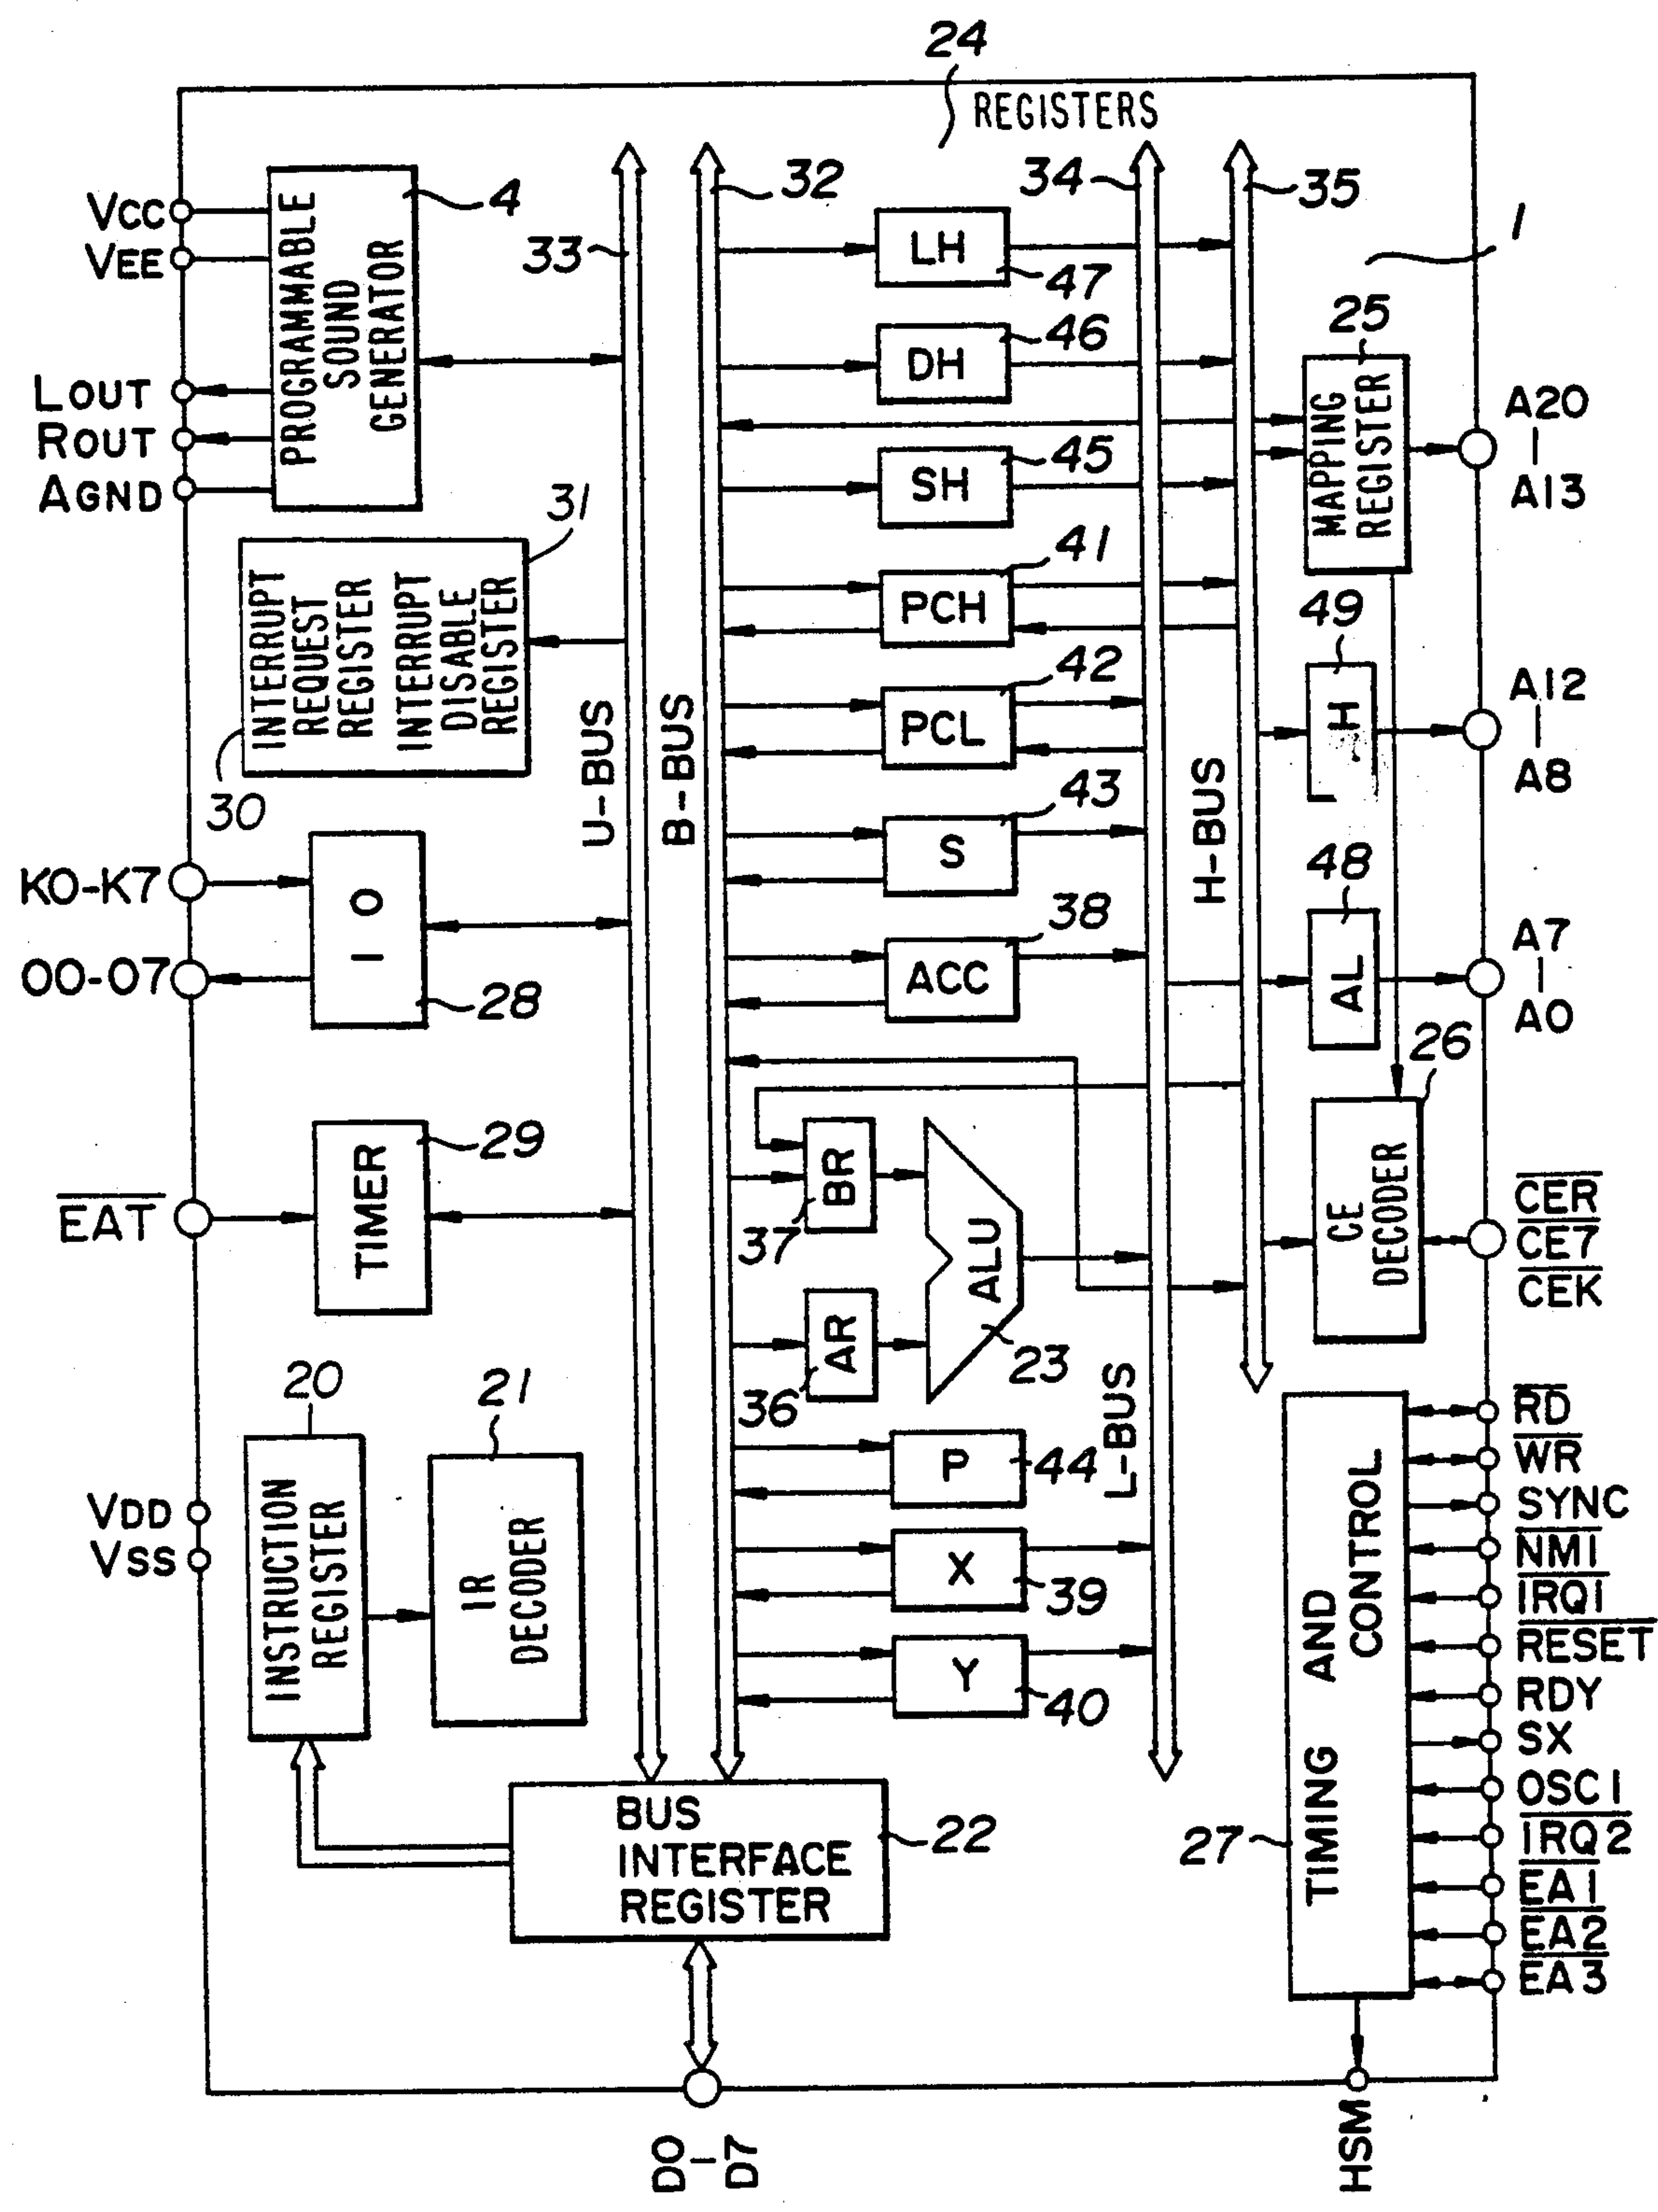 24
REGISTERS
VCC
VEE
LOUT
ROUT
AGND
PROGRAMMABLE
SOUND
GENERATOR
4
33
32
34
35
1
LH
47
DH
46
SH
45
PCH
41
PCL
42
S
43
ACC
38
25
MAPPING
REGISTER
A20
A13
49
H
A12
A8
48
AL
A7
A0
26
CE
DECODER
CER
CE7
CEK
31
INTERRUPT
REQUEST
REGISTER
INTERRUPT
DISABLE
REGISTER
30
U-BUS
B-BUS
H-BUS
L-BUS
K0-K7
O0-O7
I O
28
EAT
TIMER
29
BR
37
AR
36
ALU
23
P
44
X
39
Y
40
20
INSTRUCTION
REGISTER
21
IR
DECODER
VDD
VSS
BUS
INTERFACE
REGISTER
22
D0
D7
TIMING AND
CONTROL
27
RD
WR
SYNC
NMI
IRQ1
RESET
RDY
SX
OSC1
IRQ2
EA1
EA2
EA3
HSM